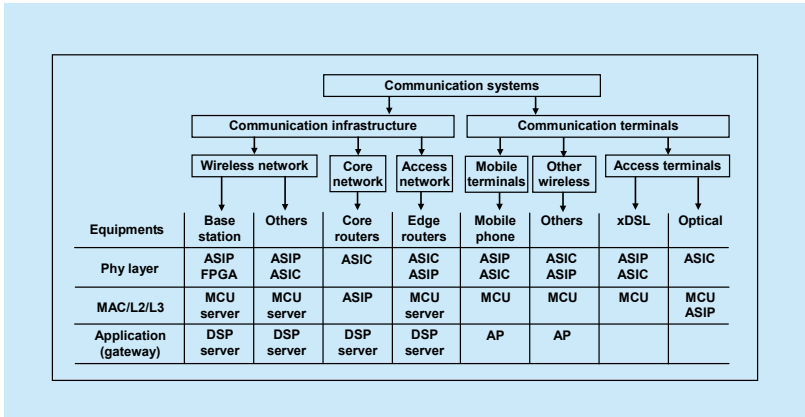 Communication systems
Communication infrastructure
Communication terminals
Wireless network
Core
network
Access
network
Mobile
terminals
Other
wireless
Access terminals
Equipments
Base
station
Others
Core
routers
Edge
routers
Mobile
phone
Others
xDSL
Optical
Phy layer
ASIP
FPGA
ASIP
ASIC
ASIC
ASIC
ASIP
ASIP
ASIC
ASIC
ASIP
ASIP
ASIC
ASIC
MAC/L2/L3
MCU
server
MCU
server
ASIP
MCU
server
MCU
MCU
MCU
MCU
ASIP
Application
(gateway)
DSP
server
DSP
server
DSP
server
DSP
server
AP
AP